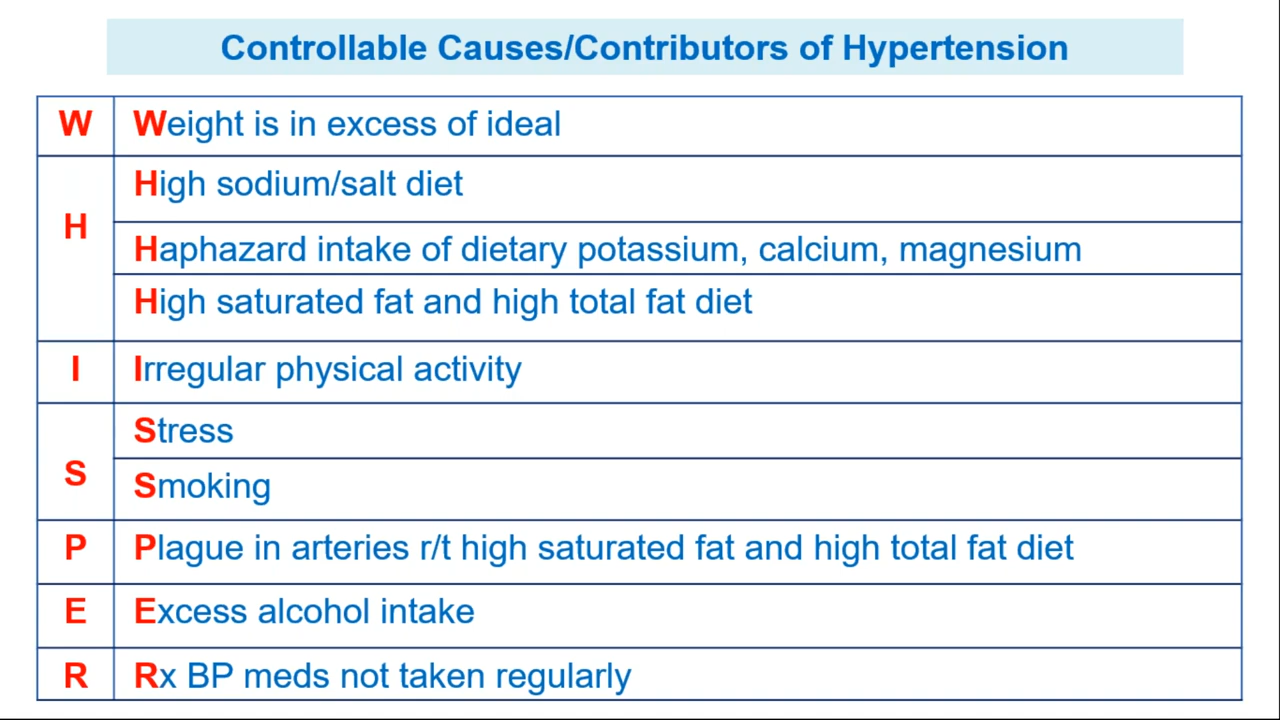 Controllable Causes/Contributors of Hypertension
W Weight is in excess of ideal
H High sodium/salt diet
Haphazard intake of dietary potassium, calcium, magnesium
High saturated fat and high total fat diet
I Irregular physical activity
S Stress
Smoking
P Plague in arteries r/t high saturated fat and high total fat diet
E Excess alcohol intake
R Rx BP meds not taken regularly